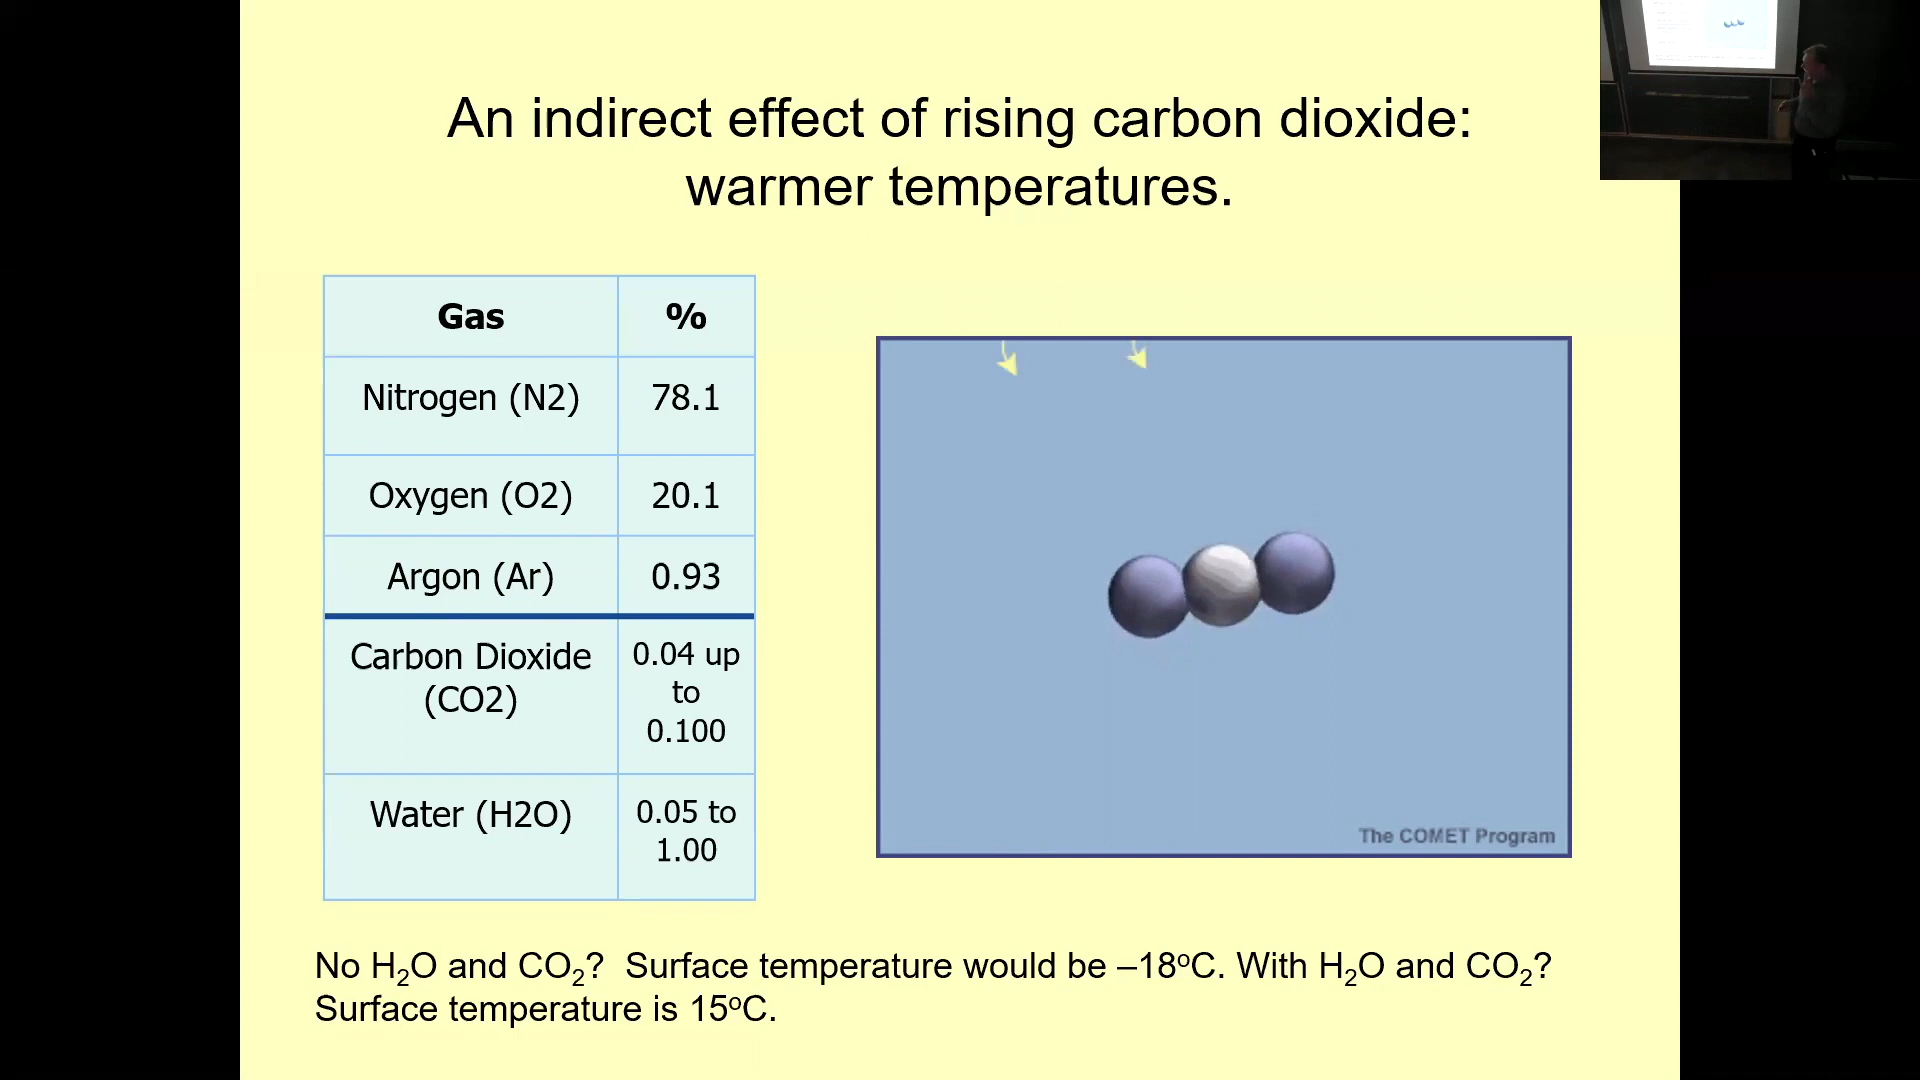 An indirect effect of rising carbon dioxide:
warmer temperatures.
Gas %
Nitrogen (N2) 78.1
Oxygen (O2) 20.1
Argon (Ar) 0.93
Carbon Dioxide
(CO2)
0.04 up
to
0.100
Water (H2O)
0.05 to
1.00
The COMET Program
No H₂O and CO₂? Surface temperature would be –18ºC. With H₂O and CO₂?
Surface temperature is 15ºC.